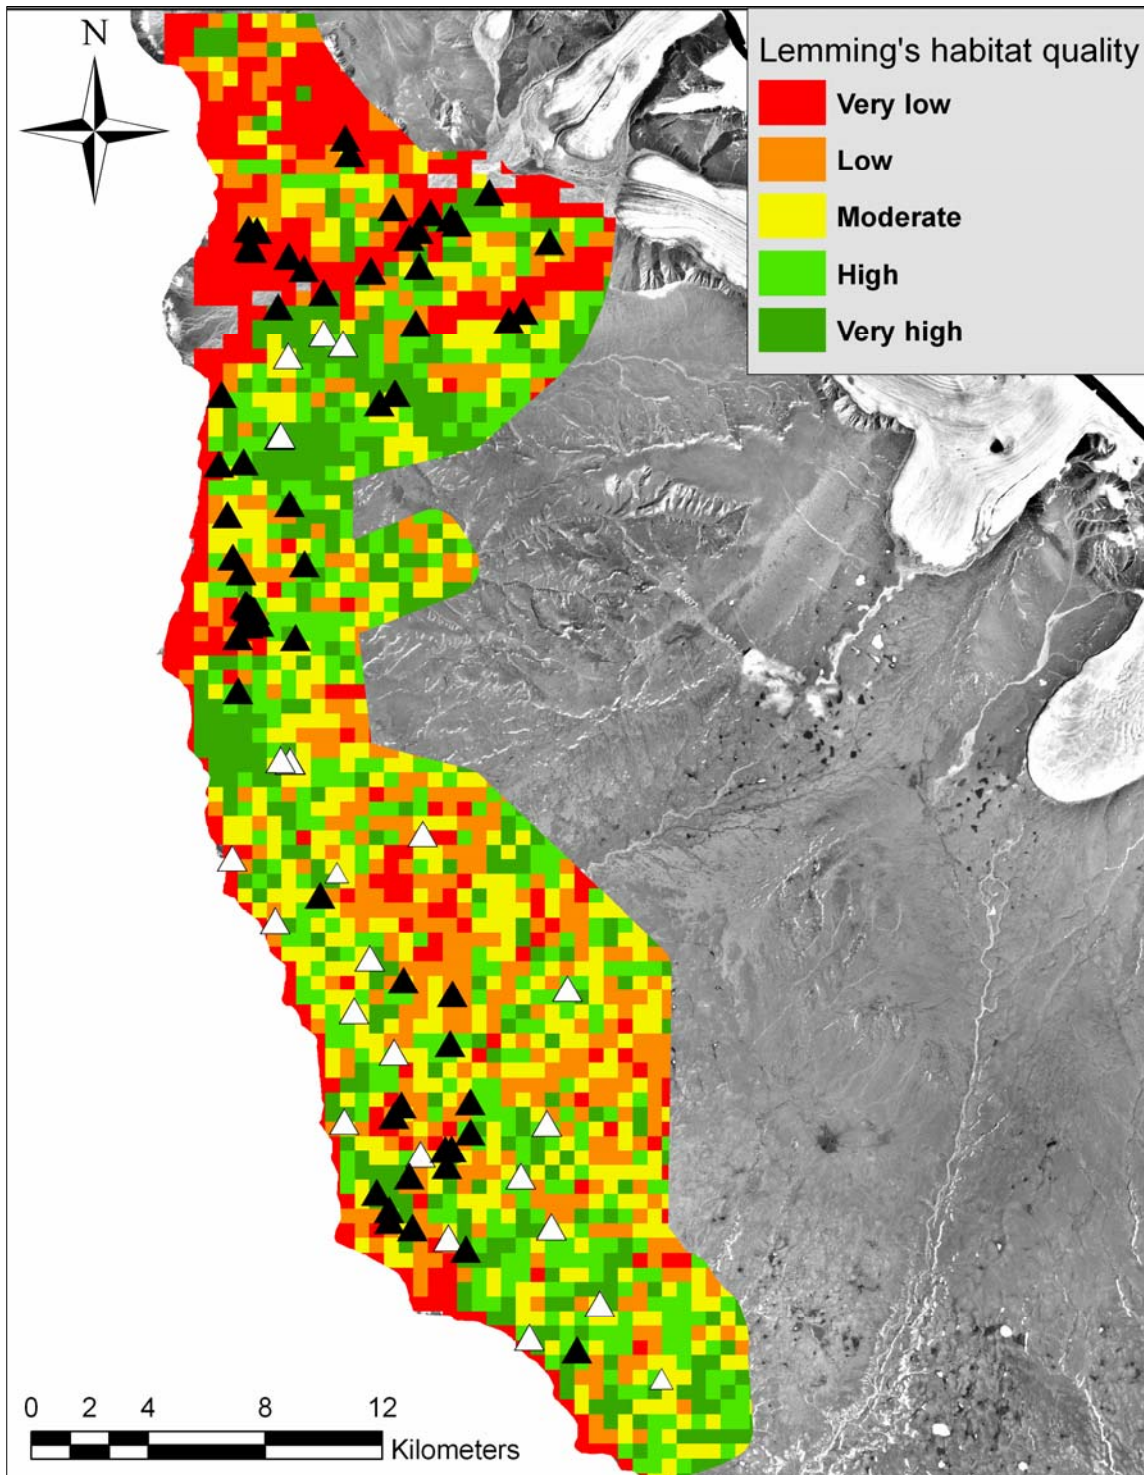 N
Lemming's habitat quality
Very low
Low
Moderate
High
Very high
0 2 4 8 12
Kilometers